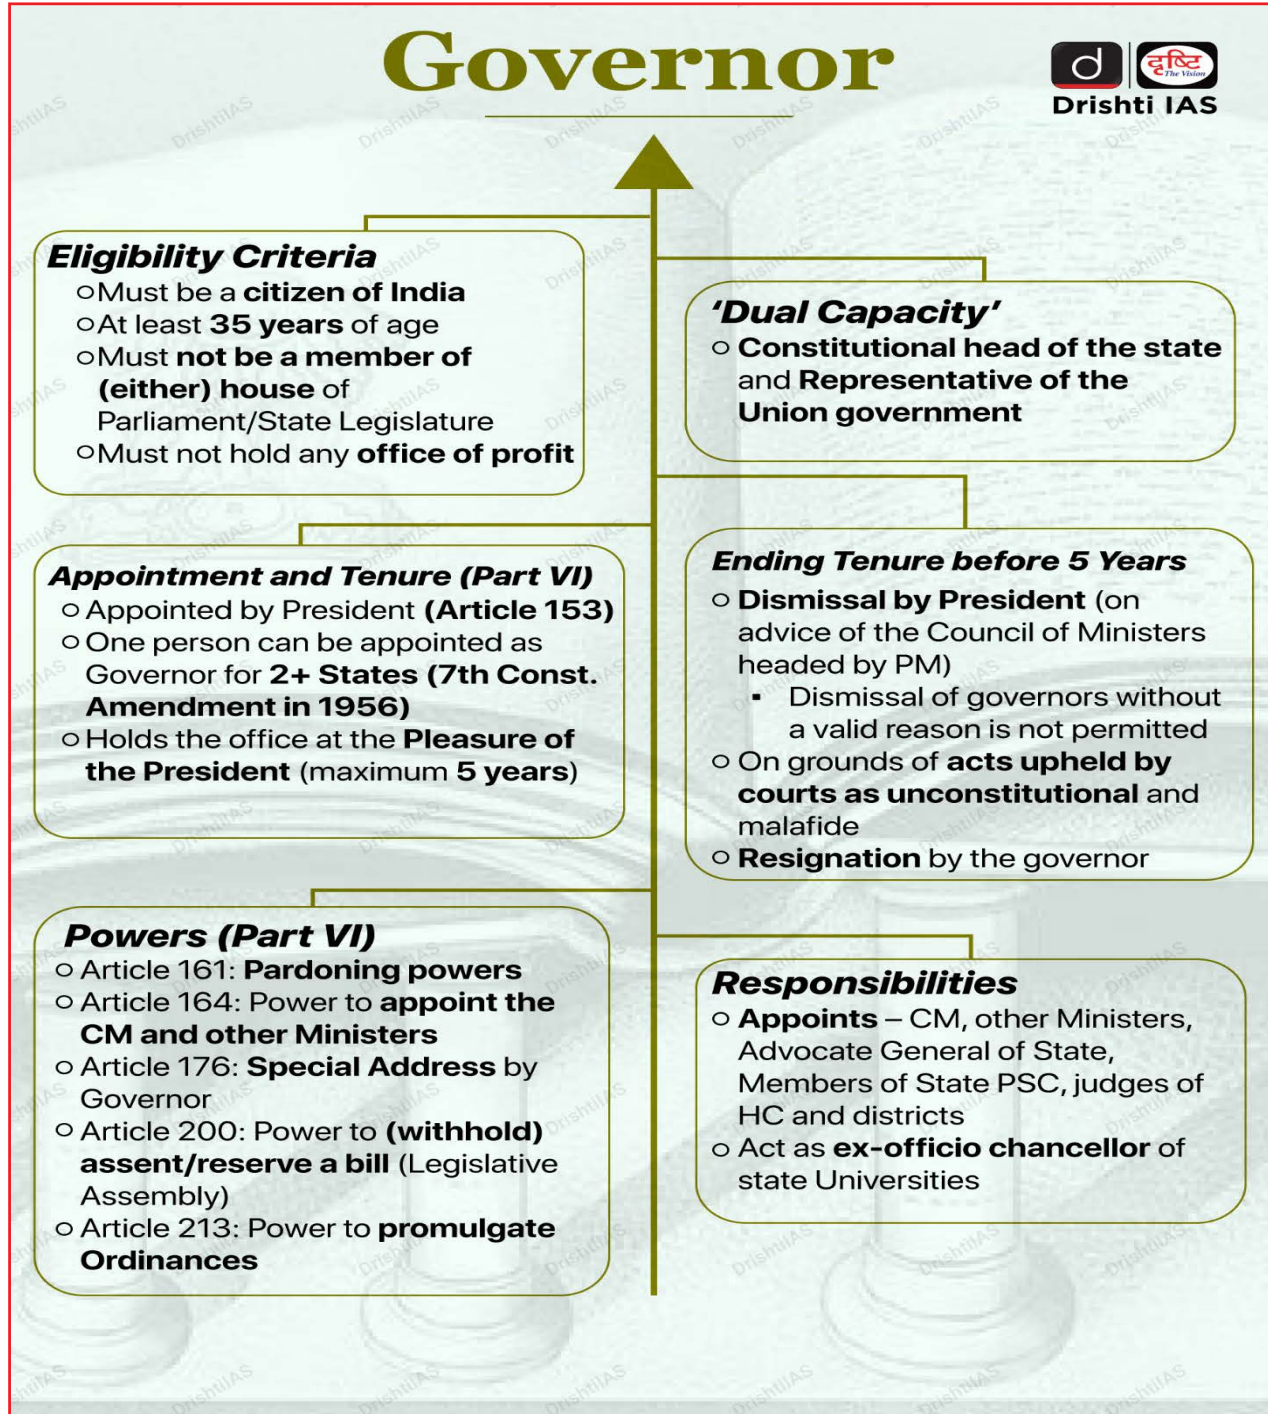 Governor
d
दृष्टि
The Vision
Drishti IAS
Eligibility Criteria
Must be a citizen of India
At least 35 years of age
Must not be a member of
(either) house of
Parliament/State Legislature
Must not hold any office of profit
'Dual Capacity'
Constitutional head of the state
and Representative of the
Union government
Appointment and Tenure (Part VI)
Appointed by President (Article 153)
One person can be appointed as
Governor for 2+ States (7th Const.
Amendment in 1956)
Holds the office at the Pleasure of
the President (maximum 5 years)
Ending Tenure before 5 Years
Dismissal by President (on
advice of the Council of Ministers
headed by PM)
Dismissal of governors without
a valid reason is not permitted
On grounds of acts upheld by
courts as unconstitutional and
malafide
Resignation by the governor
Powers (Part VI)
Article 161: Pardoning powers
Article 164: Power to appoint the
CM and other Ministers
Article 176: Special Address by
Governor
Article 200: Power to (withhold)
assent/reserve a bill (Legislative
Assembly)
Article 213: Power to promulgate
Ordinances
Responsibilities
Appoints – CM, other Ministers,
Advocate General of State,
Members of State PSC, judges of
HC and districts
Act as ex-officio chancellor of
state Universities